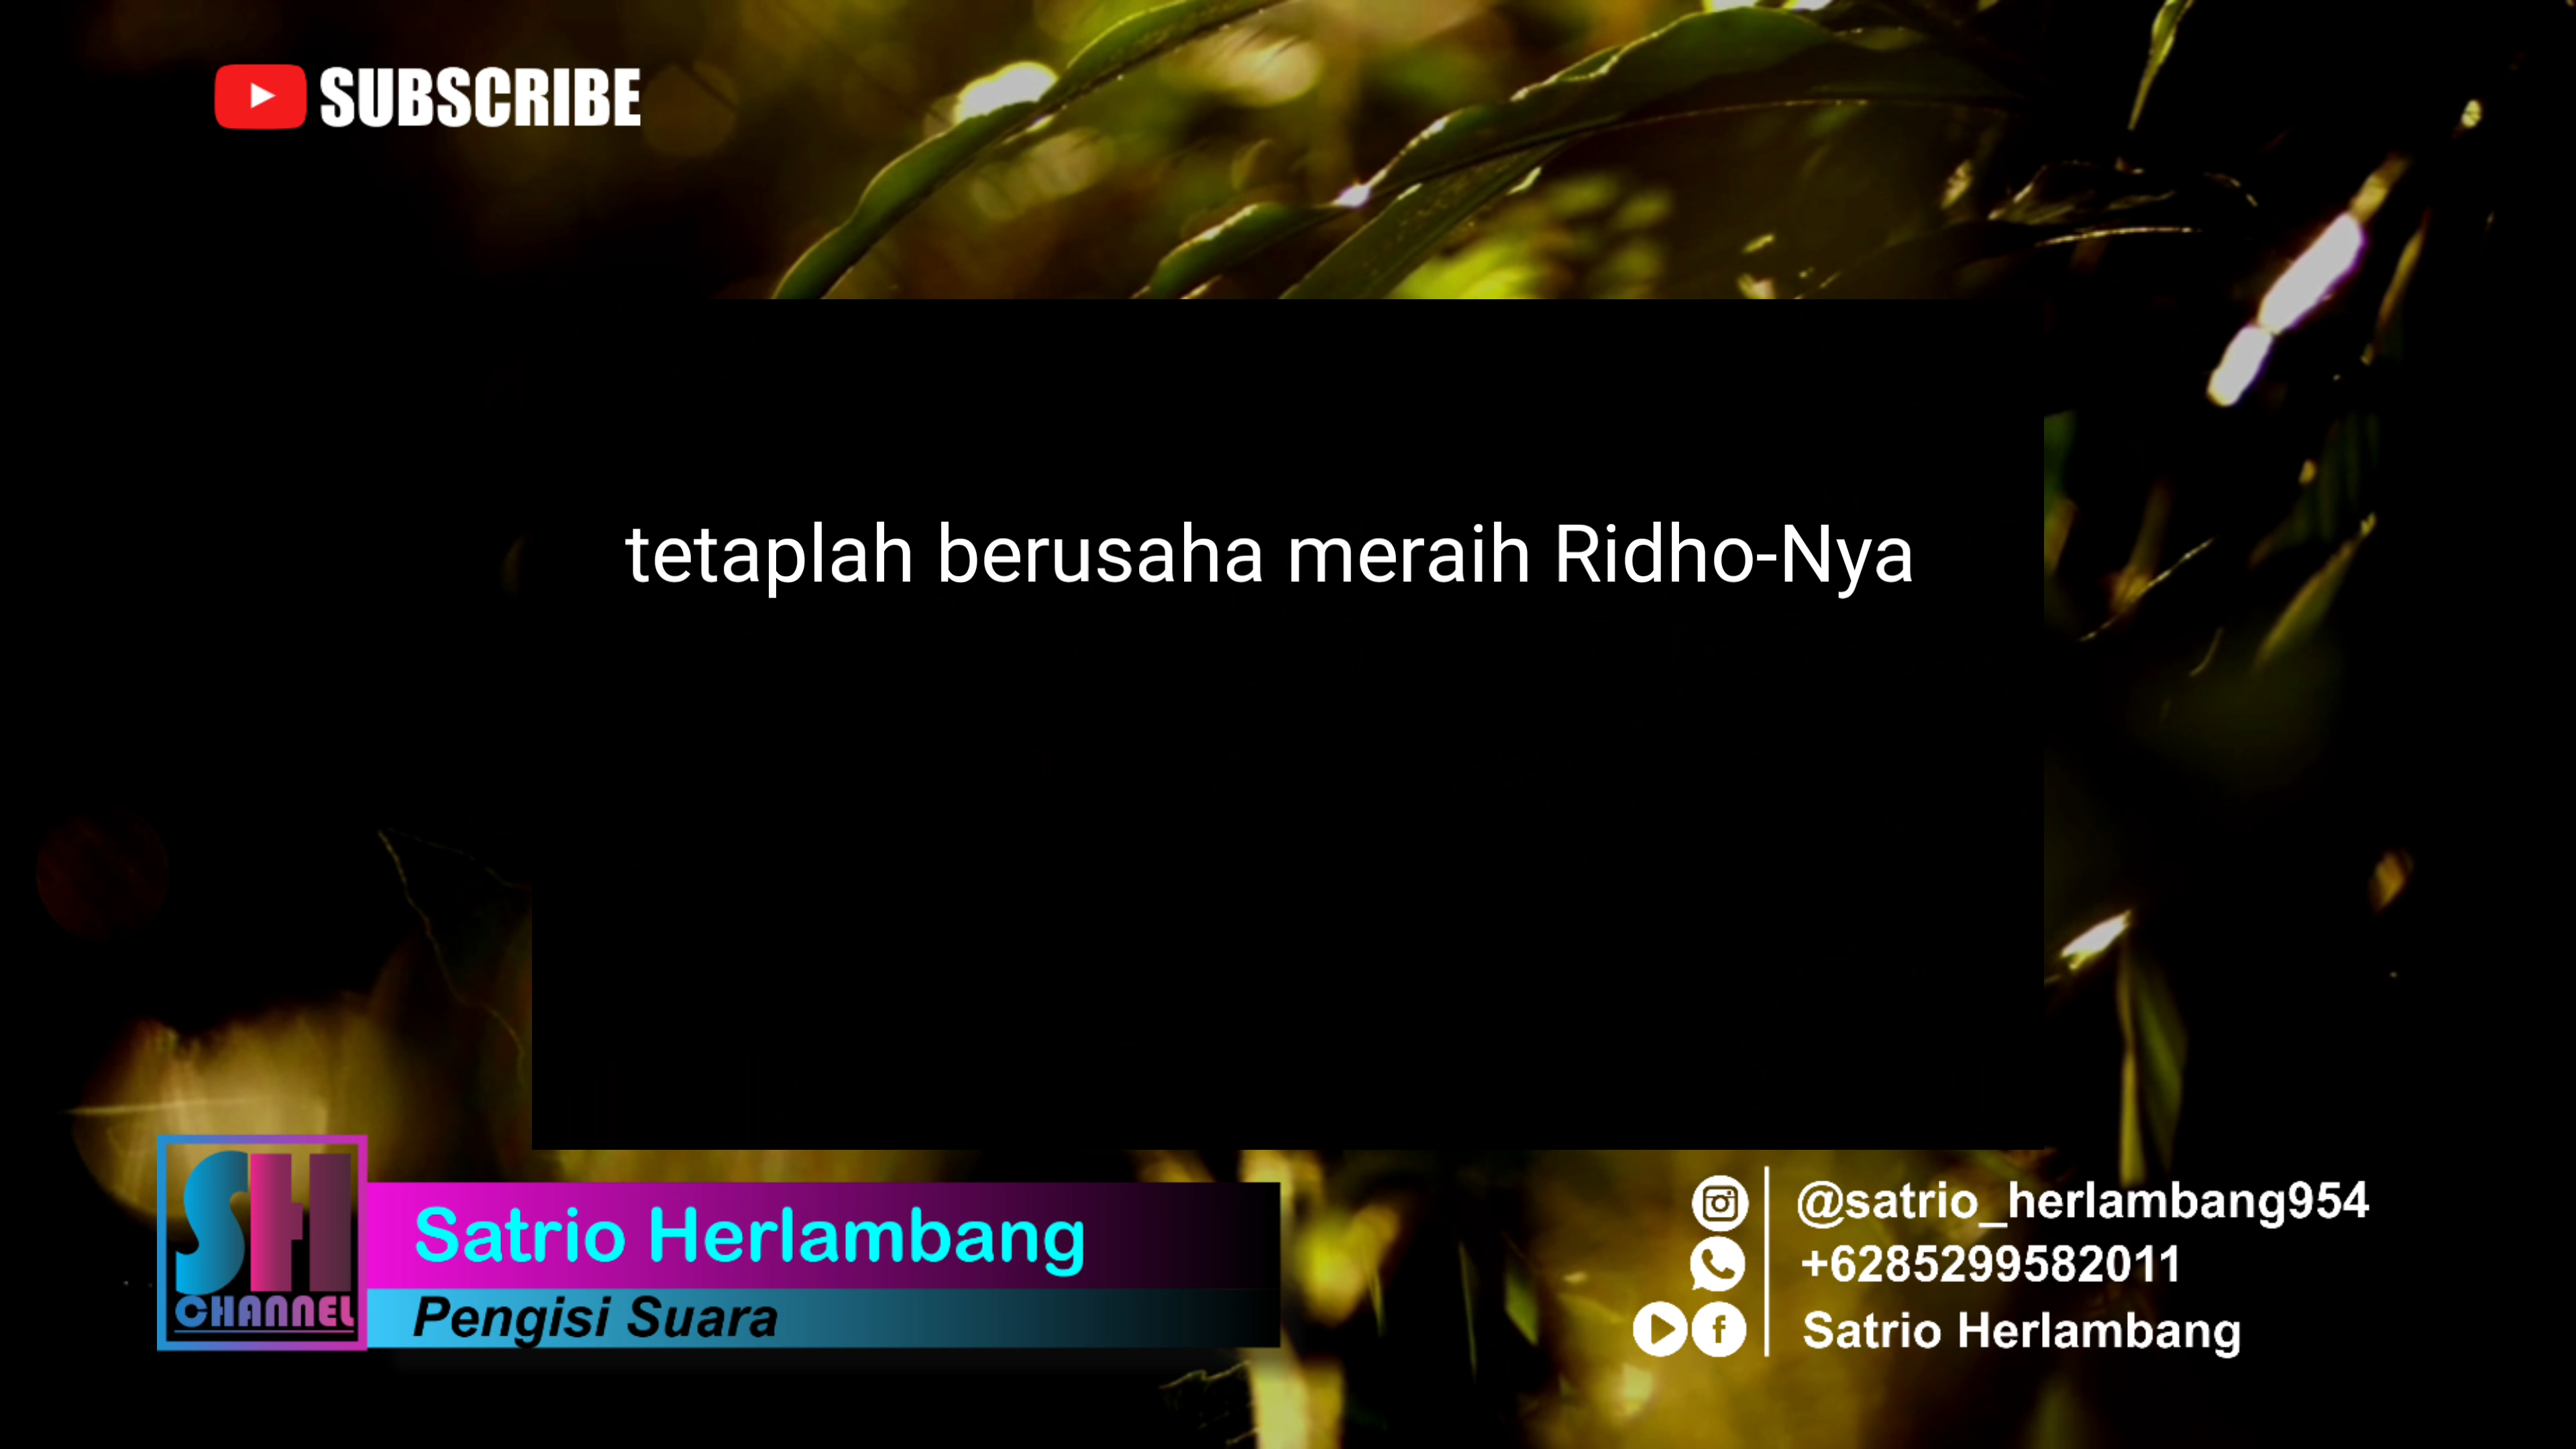 SUBSCRIBE
tetaplah berusaha meraih Ridho-Nya
SH
CHANNEL
Satrio Herlambang
Pengisi Suara
@satrio_herlambang954
+6285299582011
Satrio Herlambang